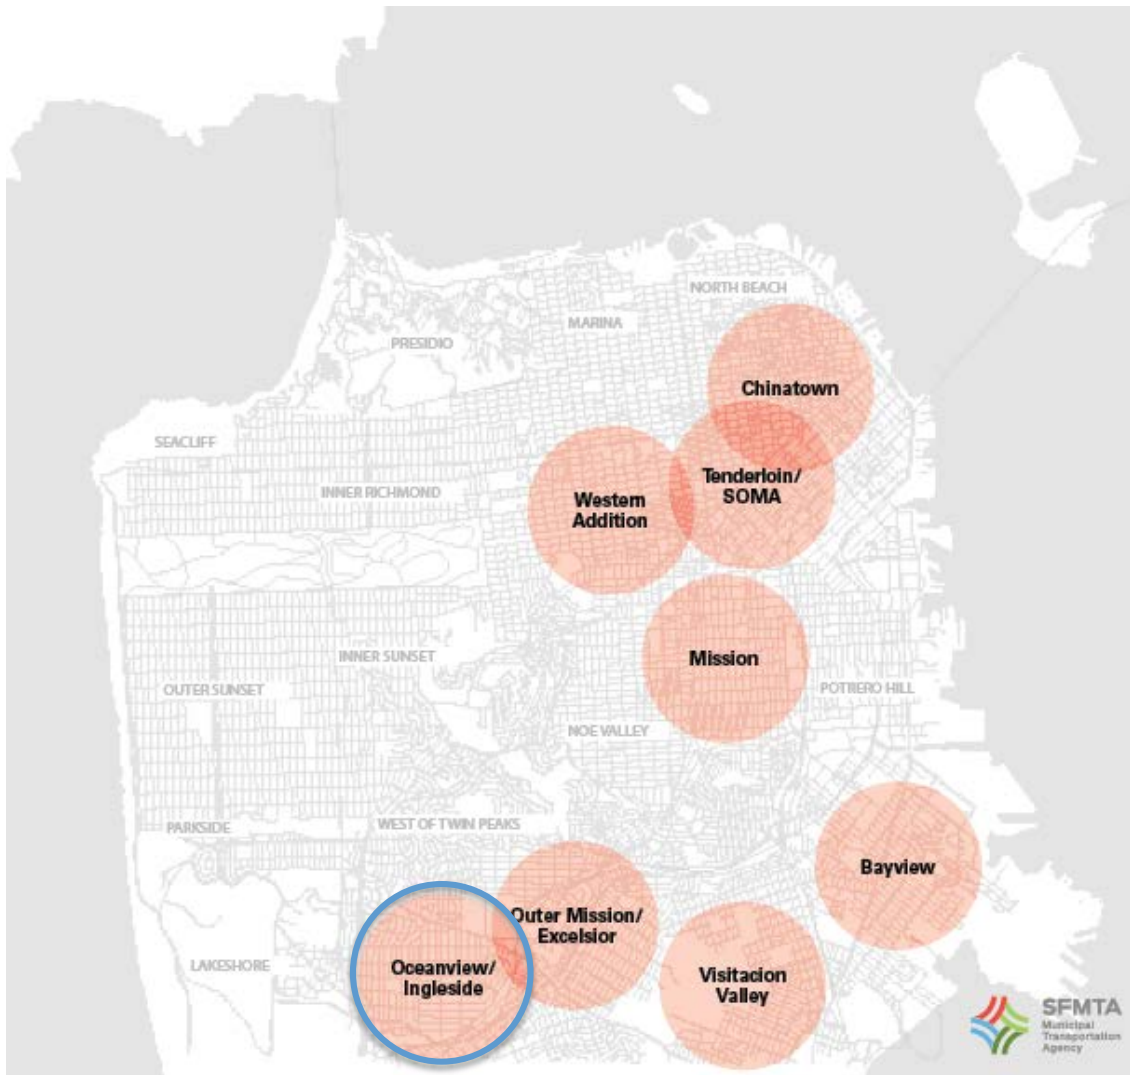 NORTH BEACH
MARINA
PRESIDIO
Chinatown
SEACLIFF
Tenderloin/
SOMA
INNER RICHMOND
Western
Addition
INNER SUNSET
Mission
OUTER SUNSET
POTRERO HILL
NOE VALLEY
PARKSIDE
WEST OF TWIN PEAKS
Bayview
Outer Mission/
Excelsior
LAKESHORE
Oceanview/
Ingleside
Visitacion
Valley
SFMTA
Municipal
Transportation
Agency